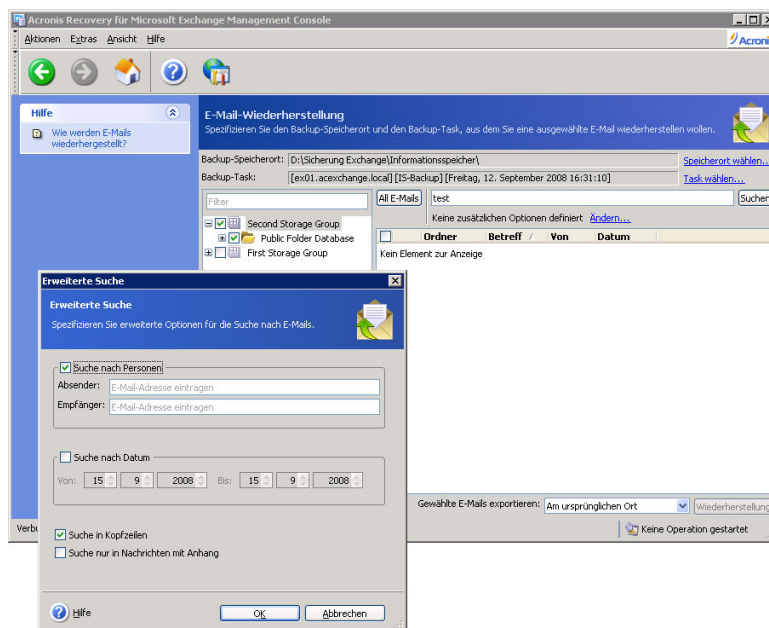 Acronis Recovery für Microsoft Exchange Management Console
Aktionen Extras Ansicht Hilfe
Acronis
Hilfe
Wie werden E-Mails
wiederhergestellt?
E-Mail-Wiederherstellung
Spezifizieren Sie den Backup-Speicherort und den Backup-Task, aus dem Sie eine ausgewählte E-Mail wiederherstellen wollen.
Backup-Speicherort: D:\Sicherung Exchange\Informationsspeicher\ Speicherort wählen...
Backup-Task: [ex01.acexchange.local] [IS-Backup] [Freitag, 12. September 2008 16:31:10] Task wählen...
Filter All E-Mails test Suchen
Keine zusätzlichen Optionen definiert Ändern...
Second Storage Group
Public Folder Database
First Storage Group
Ordner Betreff Von Datum
Kein Element zur Anzeige
Erweiterte Suche
Erweiterte Suche
Spezifizieren Sie erweiterte Optionen für die Suche nach E-Mails.
Suche nach Personen
Absender: E-Mail-Adresse eintragen
Empfänger: E-Mail-Adresse eintragen
Suche nach Datum
Von: 15 9 2008 Bis: 15 9 2008
Suche in Kopfzeilen
Suche nur in Nachrichten mit Anhang
Hilfe OK Abbrechen
Gewählte E-Mails exportieren: Am ursprünglichen Ort Wiederherstellung
Verbu
Keine Operation gestartet